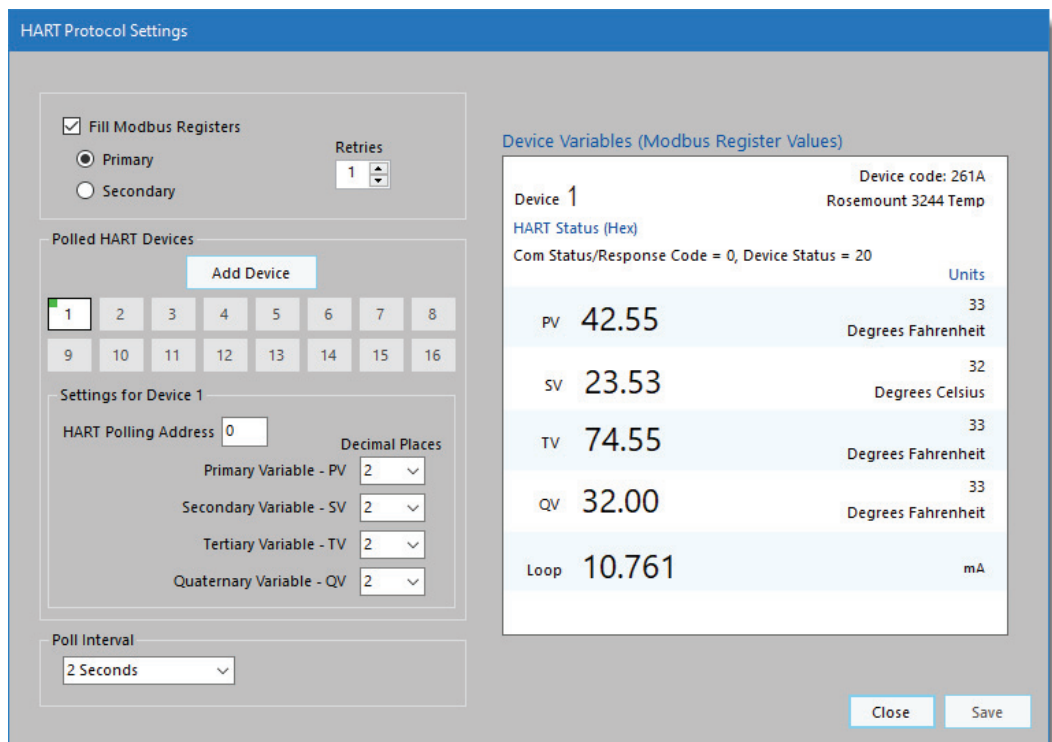 HART Protocol Settings
Fill Modbus Registers
Primary
Secondary
Retries
1
Polled HART Devices
Add Device
1 2 3 4 5 6 7 8
9 10 11 12 13 14 15 16
Settings for Device 1
HART Polling Address 0
Decimal Places
Primary Variable - PV 2
Secondary Variable - SV 2
Tertiary Variable - TV 2
Quaternary Variable - QV 2
Poll Interval
2 Seconds
Device Variables (Modbus Register Values)
Device 1
Device code: 261A
Rosemount 3244 Temp
HART Status (Hex)
Com Status/Response Code = 0, Device Status = 20
Units
PV 42.55 33
Degrees Fahrenheit
SV 23.53 32
Degrees Celsius
TV 74.55 33
Degrees Fahrenheit
QV 32.00 33
Degrees Fahrenheit
Loop 10.761 mA
Close Save